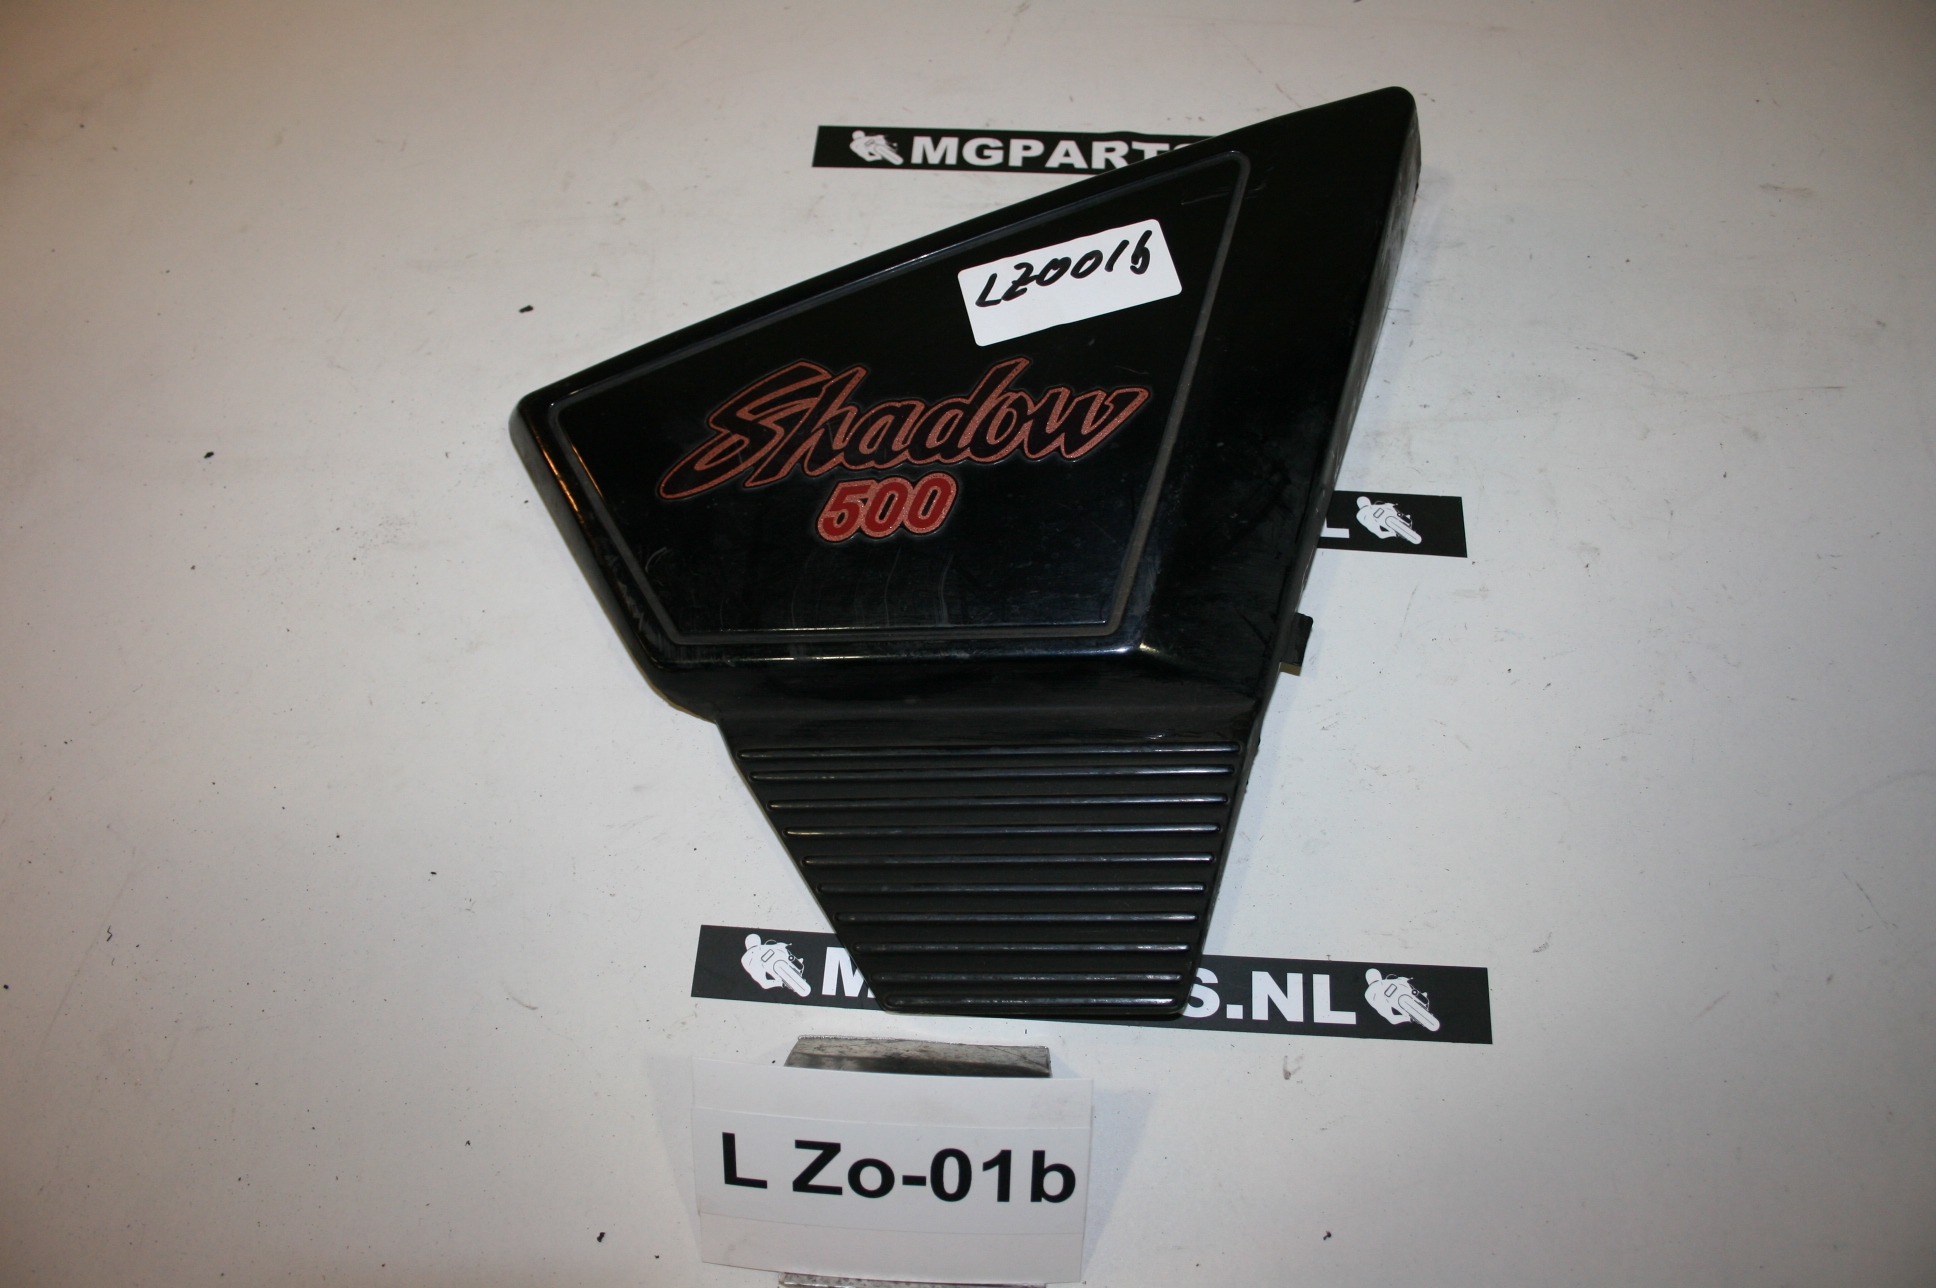 MGPARTS
LZ001b
Shadow
500
L
M S.NL
L Zo-01b